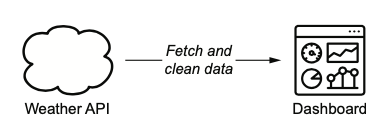 Fetch and
clean data
Weather API
Dashboard